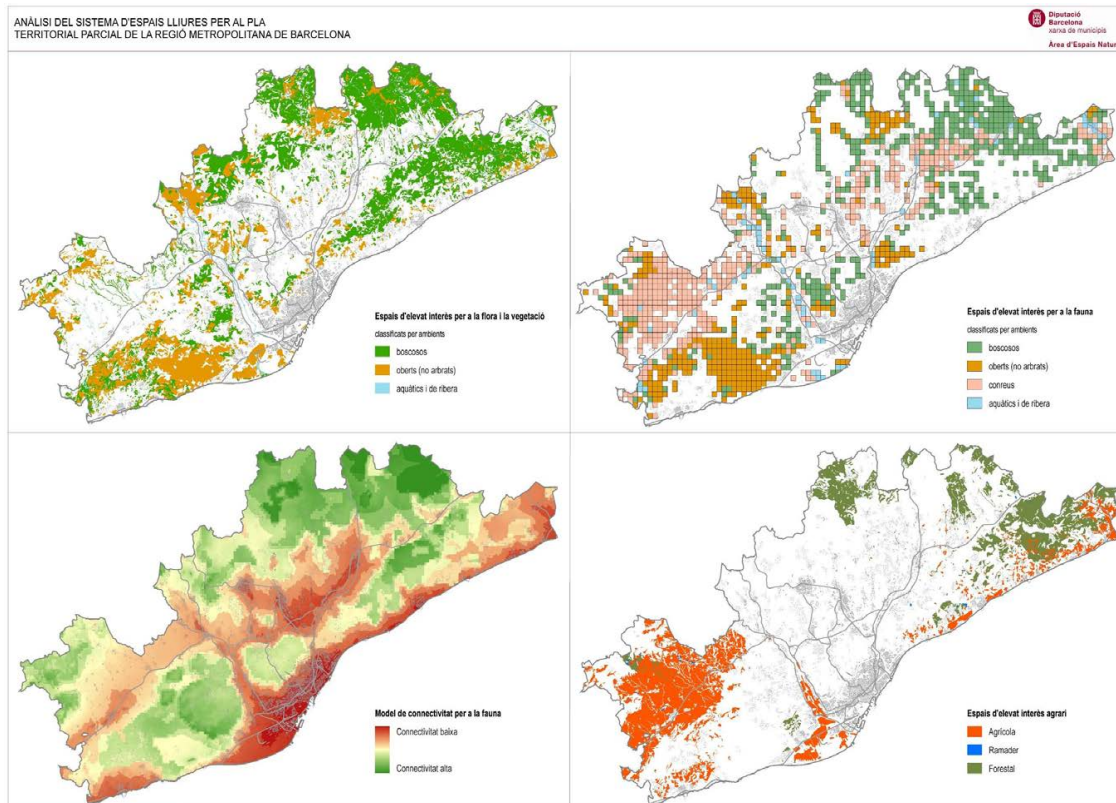 ANÀLISI DEL SISTEMA D'ESPAIS LLIURES PER AL PLA
TERRITORIAL PARCIAL DE LA REGIÓ METROPOLITANA DE BARCELONA
Diputació
Barcelona
xarxa de municipis
Àrea d'Espais Natur
Espais d'elevat interès per a la flora i la vegetació
classificats per ambients
boscosos
oberts (no arbrats)
aquàtics i de ribera
Espais d'elevat interès per a la fauna
classificats per ambients
boscosos
oberts (no arbrats)
conreus
aquàtics i de ribera
Model de connectivitat per a la fauna
Connectivitat baixa
Connectivitat alta
Espais d'elevat interès agrari
Agrícola
Ramader
Forestal